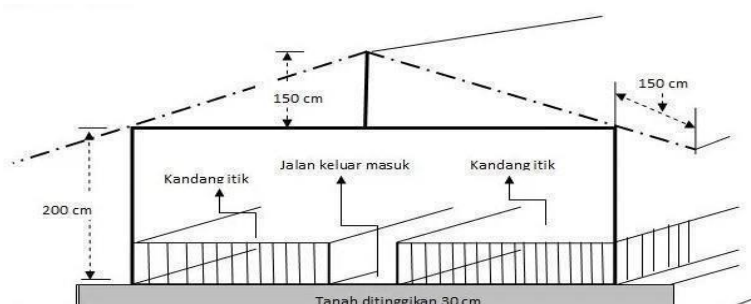 150 cm
150 cm
Kandang itik
Jalan keluar masuk
Kandang itik
200 cm
Tanah ditinggikan 30 cm